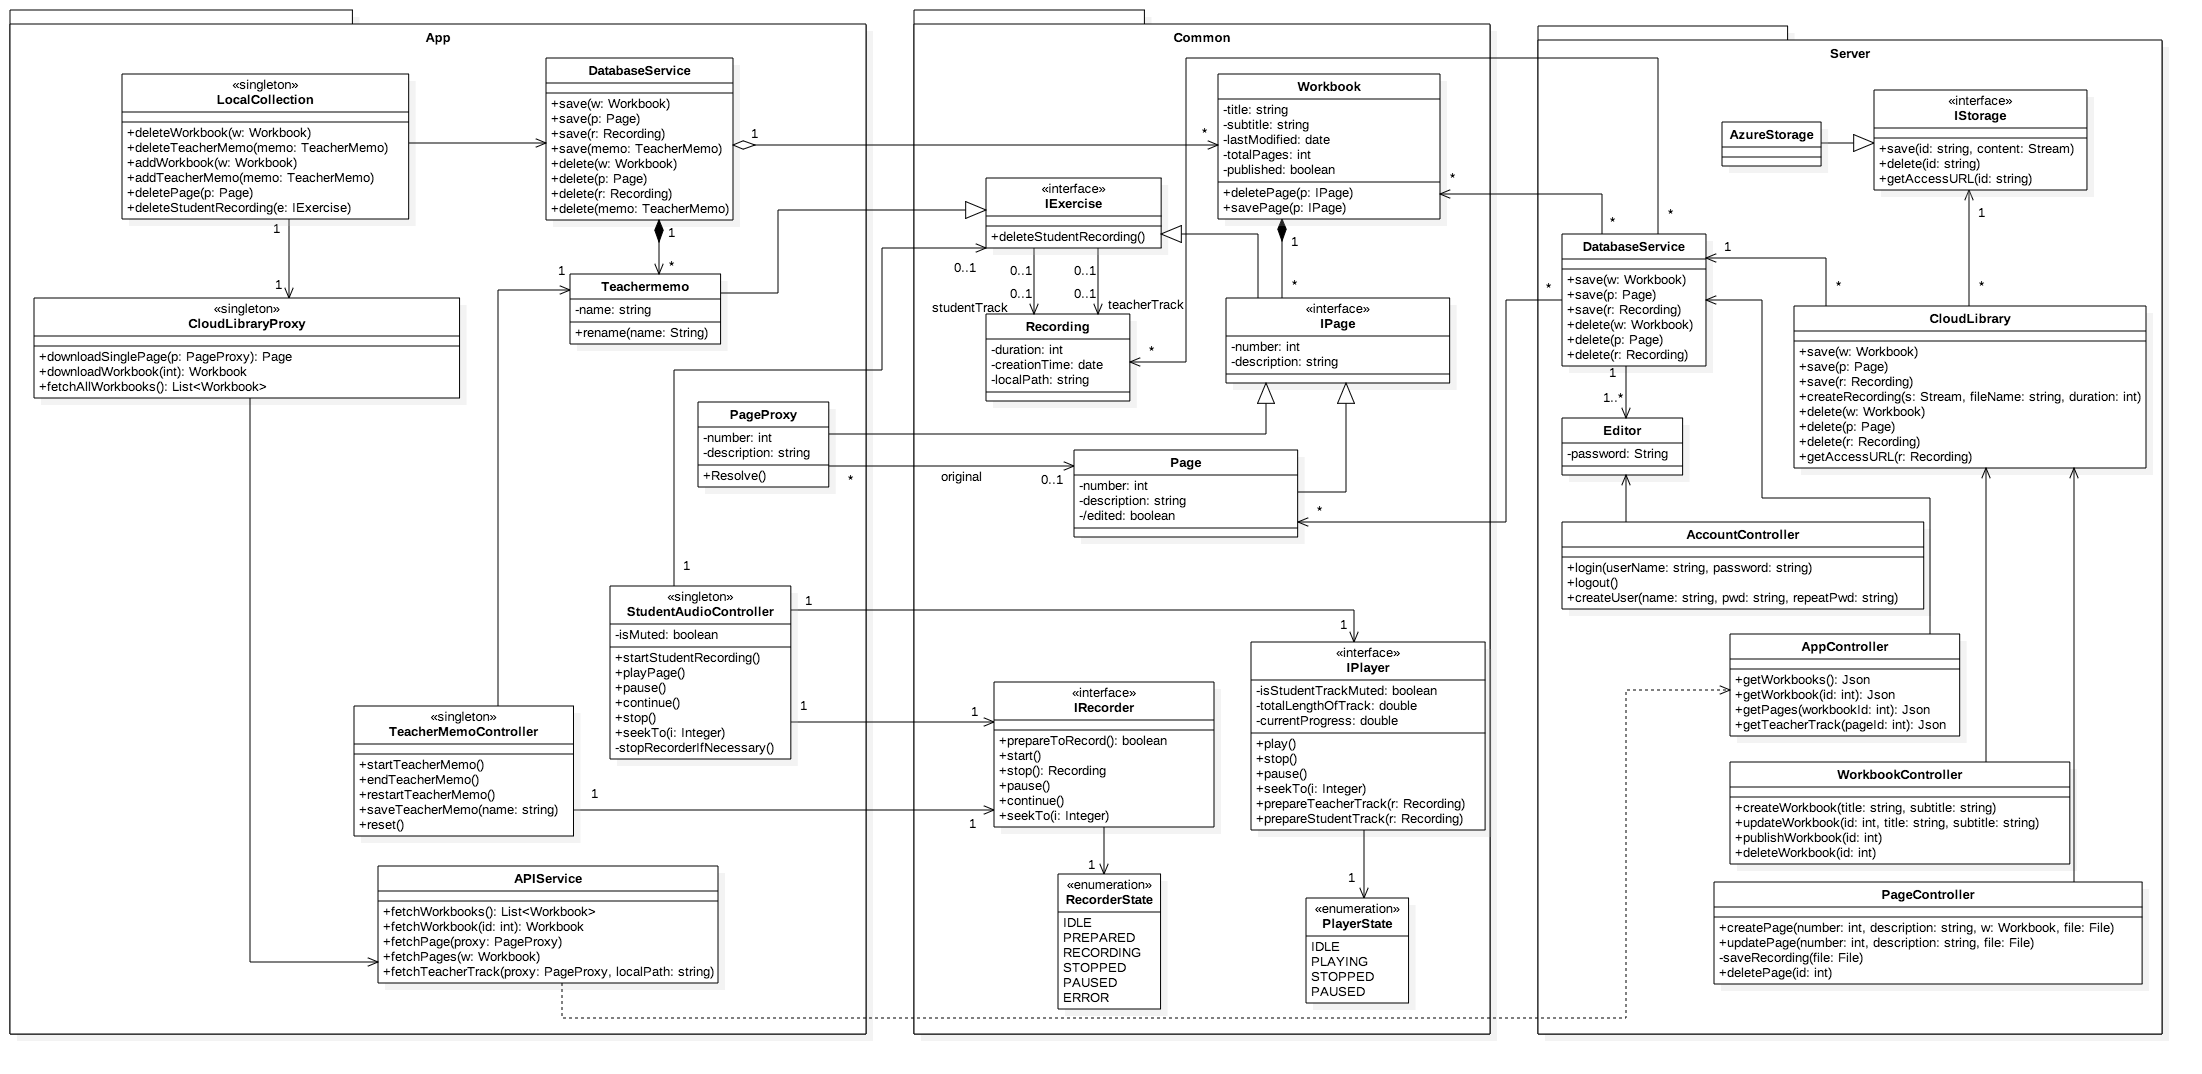 App
«singleton»
LocalCollection
+deleteWorkbook(w: Workbook)
+deleteTeacherMemo(memo: TeacherMemo)
+addWorkbook(w: Workbook)
+addTeacherMemo(memo: TeacherMemo)
+deletePage(p: Page)
+deleteStudentRecording(e: IExercise)
1
1
DatabaseService
+save(w: Workbook)
+save(p: Page)
+save(r: Recording)
+save(memo: TeacherMemo)
+delete(w: Workbook)
+delete(p: Page)
+delete(r: Recording)
+delete(memo: TeacherMemo)
1
*
1
*
«singleton»
CloudLibraryProxy
+downloadSinglePage(p: PageProxy): Page
+downloadWorkbook(int): Workbook
+fetchAllWorkbooks(): List<Workbook>
1
Teachermemo
-name: string
+rename(name: String)
PageProxy
-number: int
-description: string
+Resolve()
*
original
0..1
1
«singleton»
StudentAudioController
-isMuted: boolean
+startStudentRecording()
+playPage()
+pause()
+continue()
+stop()
+seekTo(i: Integer)
-stopRecorderIfNecessary()
1
1
1
1
«singleton»
TeacherMemoController
+startTeacherMemo()
+endTeacherMemo()
+restartTeacherMemo()
+saveTeacherMemo(name: string)
+reset()
1
1
APIService
+fetchWorkbooks(): List<Workbook>
+fetchWorkbook(id: int): Workbook
+fetchPage(proxy: PageProxy)
+fetchPages(w: Workbook)
+fetchTeacherTrack(proxy: PageProxy, localPath: string)
Common
Workbook
-title: string
-subtitle: string
-lastModified: date
-totalPages: int
-published: boolean
+deletePage(p: IPage)
+savePage(p: IPage)
*
1
*
«interface»
IExercise
+deleteStudentRecording()
0..1
0..1
0..1
0..1
0..1
studentTrack
teacherTrack
Recording
-duration: int
-creationTime: date
-localPath: string
*
«interface»
IPage
-number: int
-description: string
Page
-number: int
-description: string
-/edited: boolean
*
«interface»
IRecorder
+prepareToRecord(): boolean
+start()
+stop(): Recording
+pause()
+continue()
+seekTo(i: Integer)
1
«enumeration»
RecorderState
IDLE
PREPARED
RECORDING
STOPPED
PAUSED
ERROR
«interface»
IPlayer
-isStudentTrackMuted: boolean
-totalLengthOfTrack: double
-currentProgress: double
+play()
+stop()
+pause()
+seekTo(i: Integer)
+prepareTeacherTrack(r: Recording)
+prepareStudentTrack(r: Recording)
1
«enumeration»
PlayerState
IDLE
PLAYING
STOPPED
PAUSED
Server
AzureStorage
«interface»
IStorage
+save(id: string, content: Stream)
+delete(id: string)
+getAccessURL(id: string)
1
*
*
*
*
DatabaseService
+save(w: Workbook)
+save(p: Page)
+save(r: Recording)
+delete(w: Workbook)
+delete(p: Page)
+delete(r: Recording)
1
*
1
1..*
CloudLibrary
+save(w: Workbook)
+save(p: Page)
+save(r: Recording)
+createRecording(s: Stream, fileName: string, duration: int)
+delete(w: Workbook)
+delete(p: Page)
+delete(r: Recording)
+getAccessURL(r: Recording)
Editor
-password: String
AccountController
+login(userName: string, password: string)
+logout()
+createUser(name: string, pwd: string, repeatPwd: string)
AppController
+getWorkbooks(): Json
+getWorkbook(id: int): Json
+getPages(workbookId: int): Json
+getTeacherTrack(pageId: int): Json
WorkbookController
+createWorkbook(title: string, subtitle: string)
+updateWorkbook(id: int, title: string, subtitle: string)
+publishWorkbook(id: int)
+deleteWorkbook(id: int)
PageController
+createPage(number: int, description: string, w: Workbook, file: File)
+updatePage(number: int, description: string, file: File)
-saveRecording(file: File)
+deletePage(id: int)